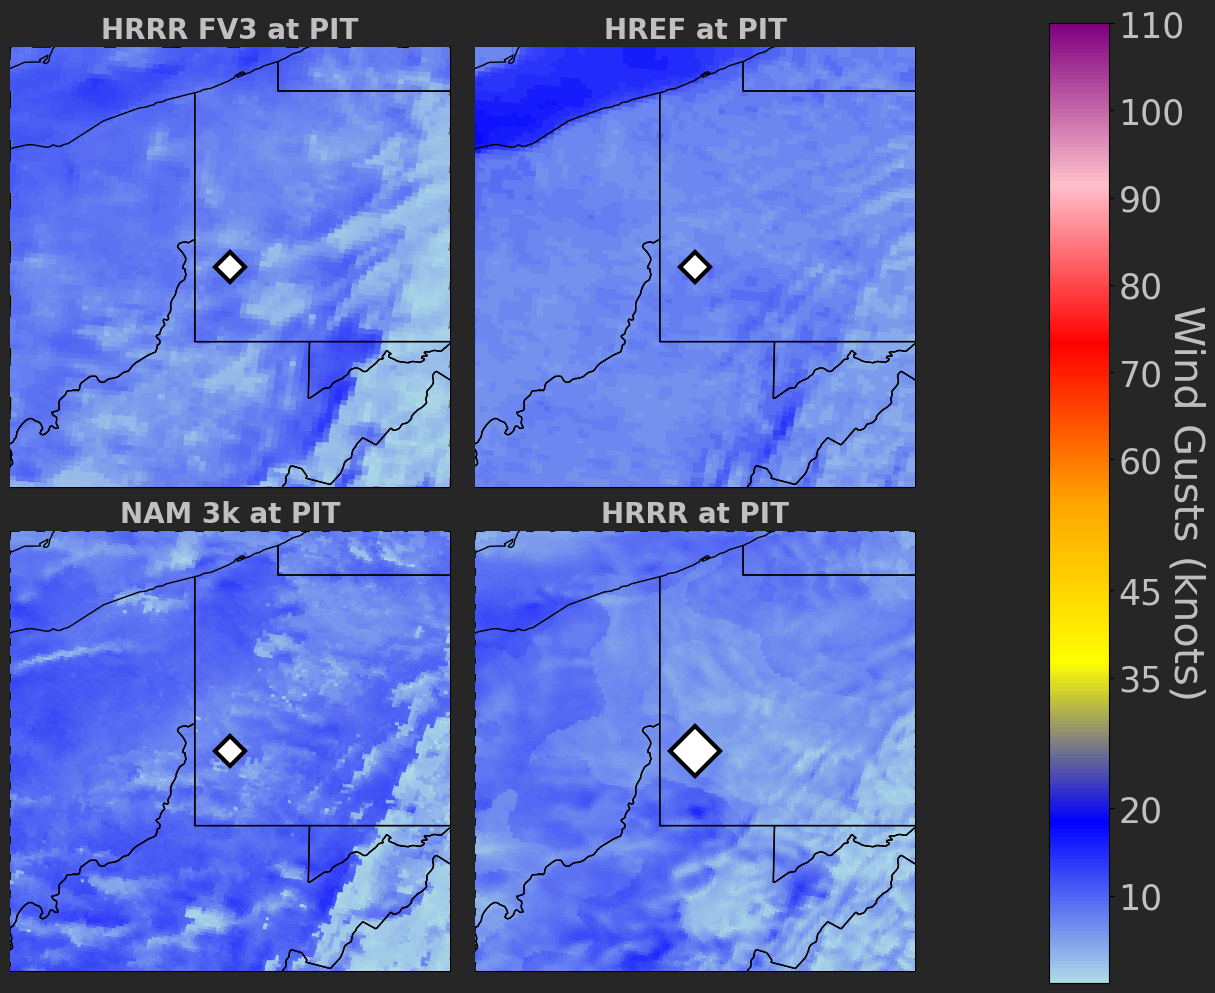 HRRR FV3 at PIT
HREF at PIT
NAM 3k at PIT
HRRR at PIT
110
100
90
80
70
60
45
35
20
10
Wind Gusts (knots)